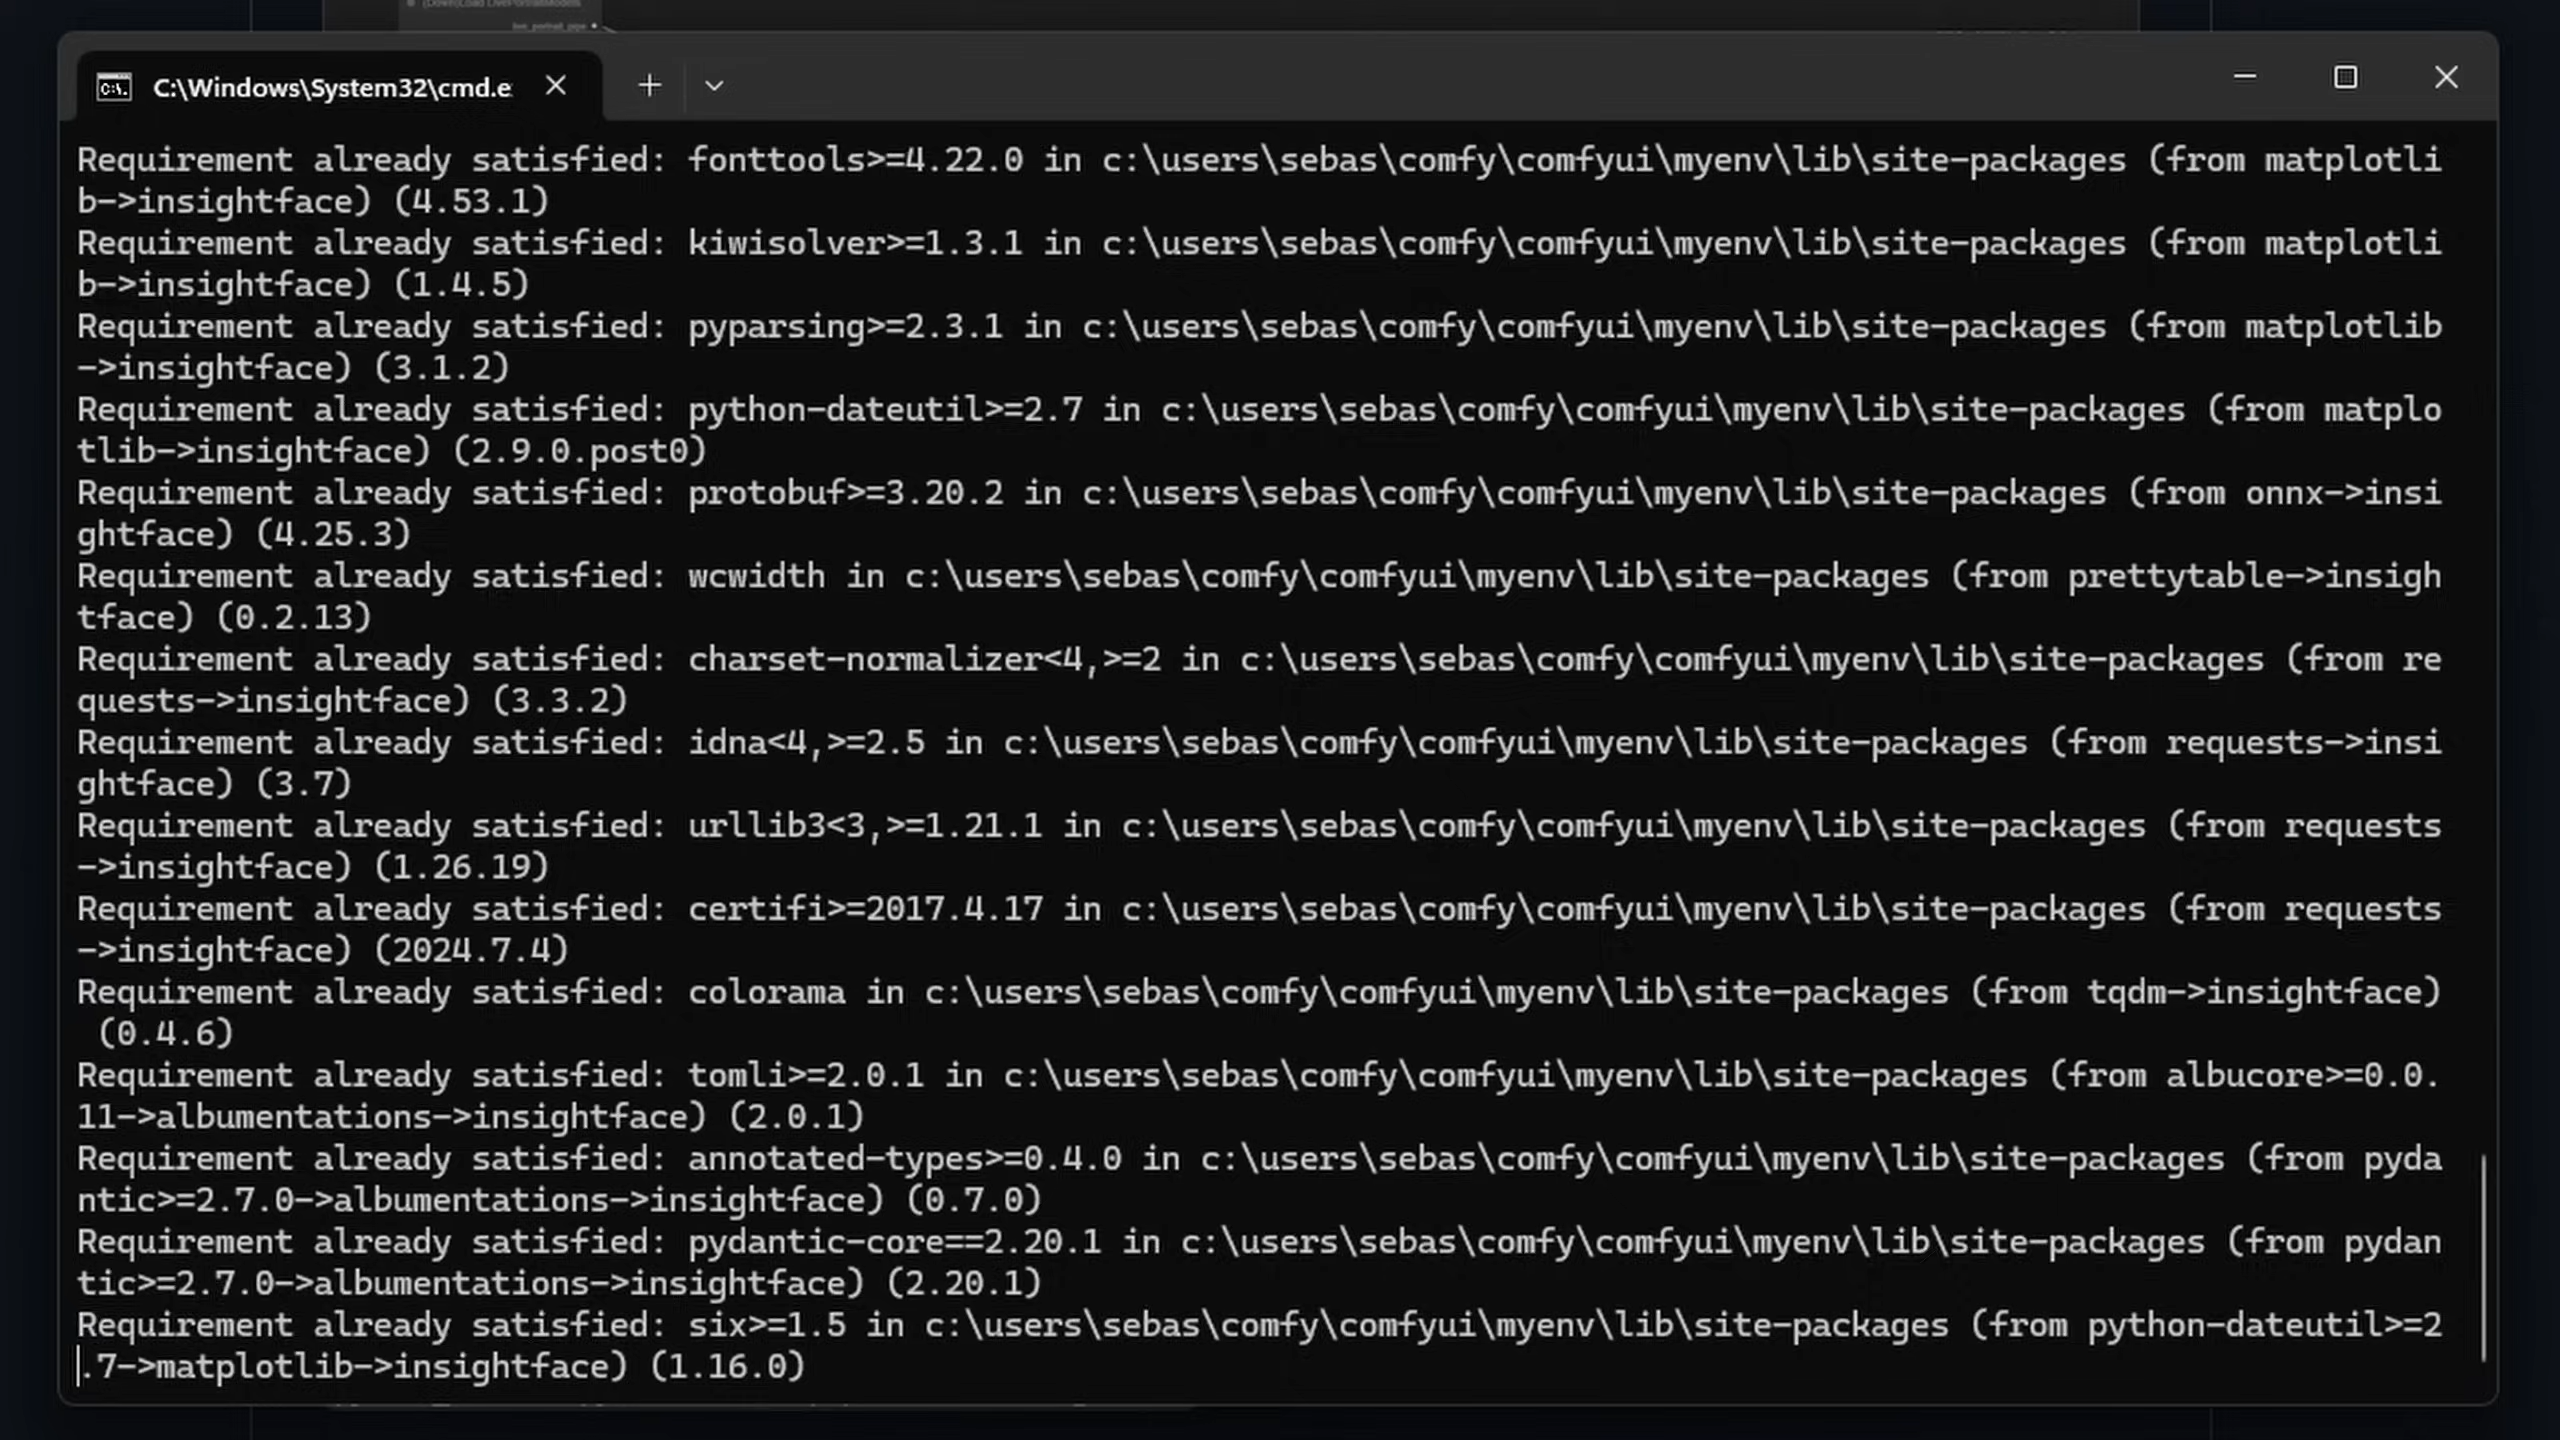 (Down)Load LivePortraitModels
live_portrait_pipe
C:\Windows\System32\cmd.e
Requirement already satisfied: fonttools>=4.22.0 in c:\users\sebas\comfy\comfyui\myenv\lib\site-packages (from matplotli
b->insightface) (4.53.1)
Requirement already satisfied: kiwisolver>=1.3.1 in c:\users\sebas\comfy\comfyui\myenv\lib\site-packages (from matplotli
b->insightface) (1.4.5)
Requirement already satisfied: pyparsing>=2.3.1 in c:\users\sebas\comfy\comfyui\myenv\lib\site-packages (from matplotlib
->insightface) (3.1.2)
Requirement already satisfied: python-dateutil>=2.7 in c:\users\sebas\comfy\comfyui\myenv\lib\site-packages (from matplo
tlib->insightface) (2.9.0.post0)
Requirement already satisfied: protobuf>=3.20.2 in c:\users\sebas\comfy\comfyui\myenv\lib\site-packages (from onnx->insi
ghtface) (4.25.3)
Requirement already satisfied: wcwidth in c:\users\sebas\comfy\comfyui\myenv\lib\site-packages (from prettytable->insigh
tface) (0.2.13)
Requirement already satisfied: charset-normalizer<4,>=2 in c:\users\sebas\comfy\comfyui\myenv\lib\site-packages (from re
quests->insightface) (3.3.2)
Requirement already satisfied: idna<4,>=2.5 in c:\users\sebas\comfy\comfyui\myenv\lib\site-packages (from requests->insi
ghtface) (3.7)
Requirement already satisfied: urllib3<3,>=1.21.1 in c:\users\sebas\comfy\comfyui\myenv\lib\site-packages (from requests
->insightface) (1.26.19)
Requirement already satisfied: certifi>=2017.4.17 in c:\users\sebas\comfy\comfyui\myenv\lib\site-packages (from requests
->insightface) (2024.7.4)
Requirement already satisfied: colorama in c:\users\sebas\comfy\comfyui\myenv\lib\site-packages (from tqdm->insightface)
 (0.4.6)
Requirement already satisfied: tomli>=2.0.1 in c:\users\sebas\comfy\comfyui\myenv\lib\site-packages (from albucore>=0.0.
11->albumentations->insightface) (2.0.1)
Requirement already satisfied: annotated-types>=0.4.0 in c:\users\sebas\comfy\comfyui\myenv\lib\site-packages (from pyda
ntic>=2.7.0->albumentations->insightface) (0.7.0)
Requirement already satisfied: pydantic-core==2.20.1 in c:\users\sebas\comfy\comfyui\myenv\lib\site-packages (from pydan
tic>=2.7.0->albumentations->insightface) (2.20.1)
Requirement already satisfied: six>=1.5 in c:\users\sebas\comfy\comfyui\myenv\lib\site-packages (from python-dateutil>=2
.7->matplotlib->insightface) (1.16.0)